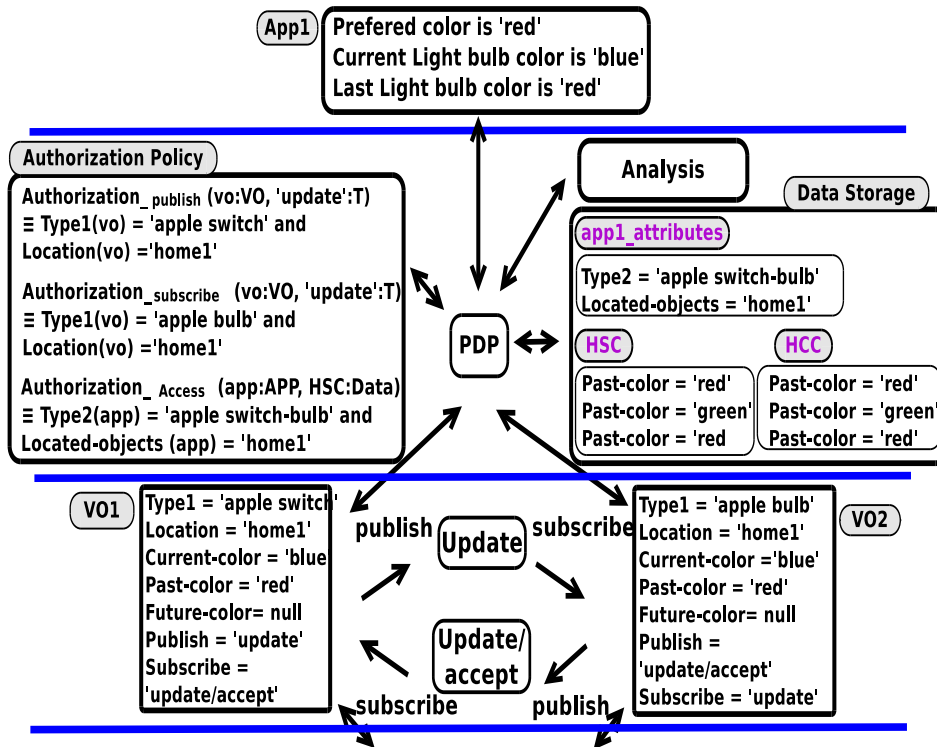 App1
Prefered color is 'red'
Current Light bulb color is 'blue'
Last Light bulb color is 'red'
Authorization Policy
Authorization_ publish (vo:VO, 'update':T)
≡ Type1(vo) = 'apple switch' and
Location(vo) ='home1'
Authorization_subscribe (vo:VO, 'update':T)
≡ Type1(vo) = 'apple bulb' and
Location(vo) ='home1'
Authorization_ Access (app:APP, HSC:Data)
≡ Type2(app) = 'apple switch-bulb' and
Located-objects (app) = 'home1'
PDP
Analysis
Data Storage
app1_attributes
Type2 = 'apple switch-bulb'
Located-objects = 'home1'
HSC
Past-color = 'red'
Past-color = 'green'
Past-color = 'red
HCC
Past-color = 'red'
Past-color = 'green'
Past-color = 'red'
VO1
Type1 = 'apple switch'
Location = 'home1'
Current-color = 'blue
Past-color = 'red'
Future-color= null
Publish = 'update'
Subscribe =
'update/accept'
publish
Update
subscribe
Update/
accept
subscribe
publish
Type1 = 'apple bulb'
Location = 'home1'
Current-color ='blue'
Past-color = 'red'
Future-color= null
Publish =
'update/accept'
Subscribe = 'update'
VO2